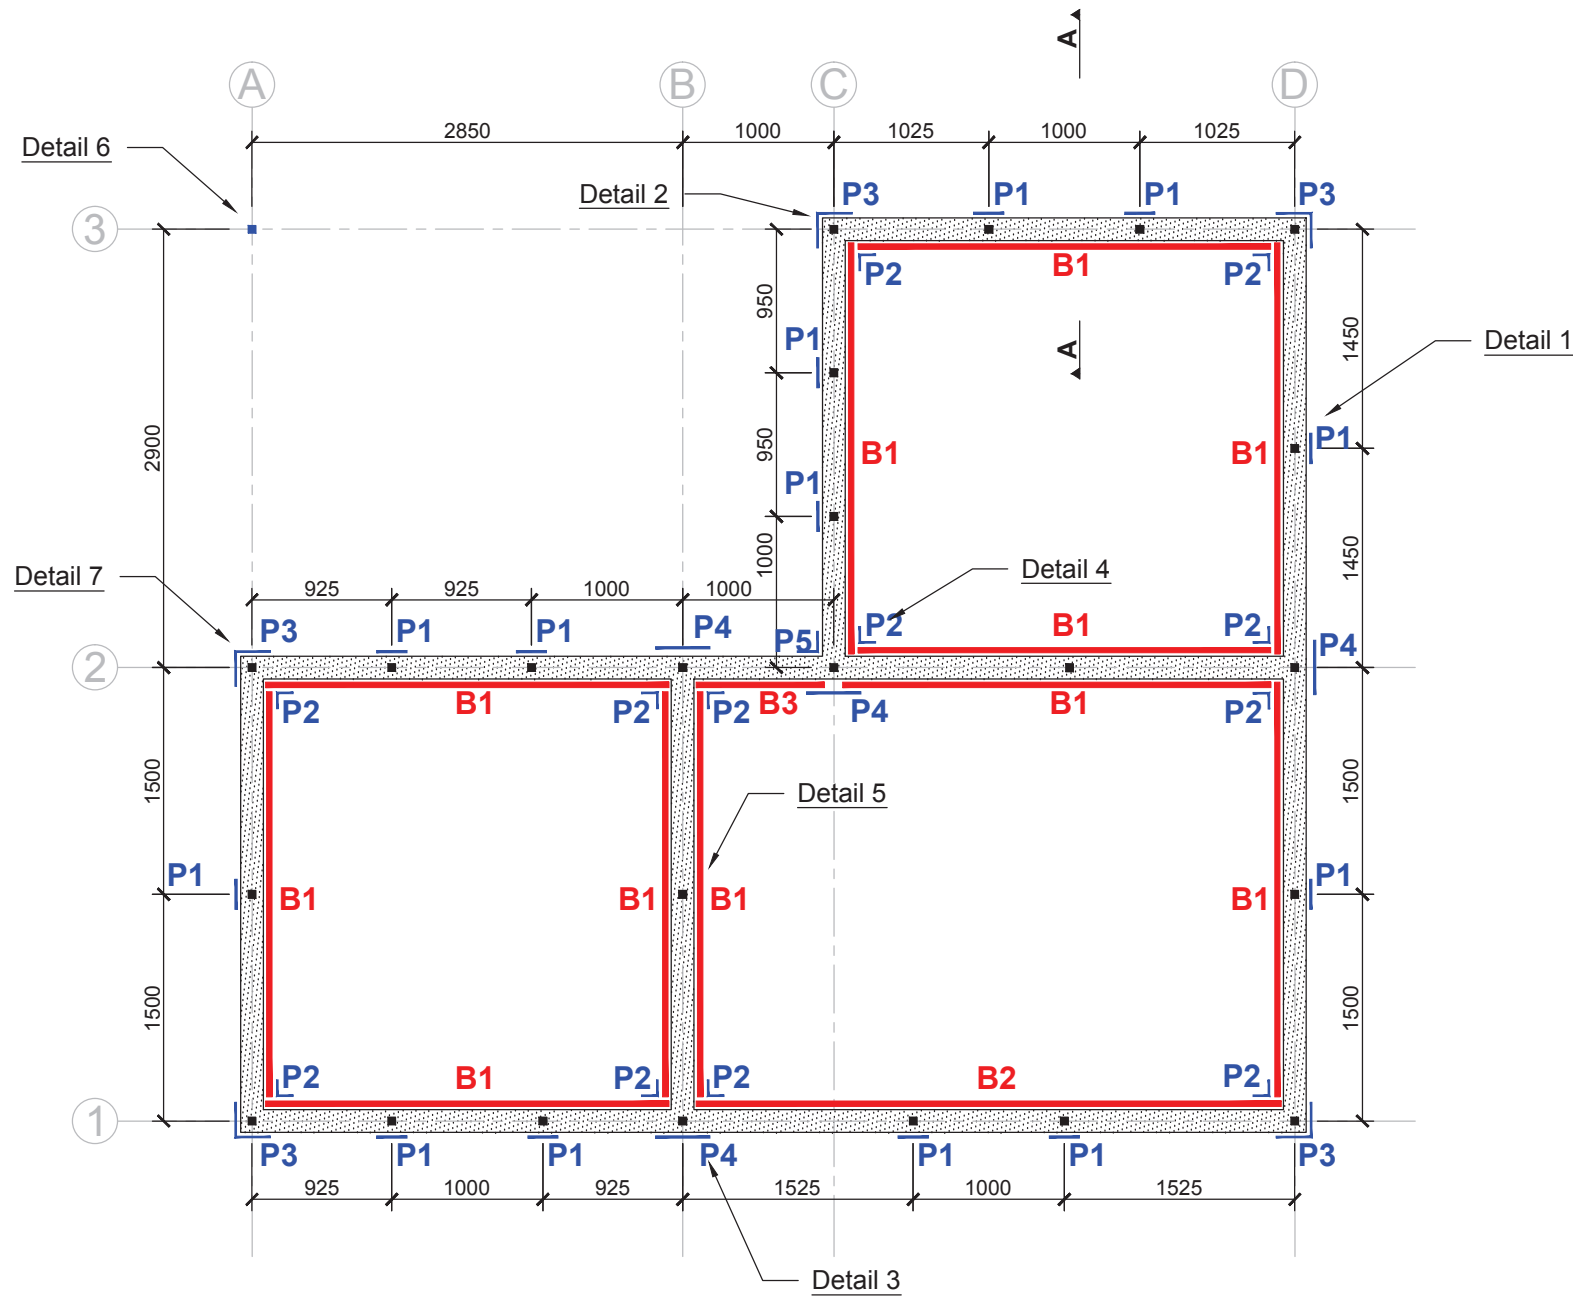 A
A B C D
2850 1000 1025 1000 1025
Detail 6
Detail 2 P3 P1 P1 P3
3
P2 B1 P2
950
1450
P1 A Detail 1
2900
950
B1 B1 P1
P1
1000
1450
Detail 7 Detail 4
925 925 1000 1000
P3 P1 P1 P4 P5 P2 B1 P2 P4
2
P2 B1 P2 P2 B3 P4 B1 P2
1500
1500
Detail 5
P1 B1 B1 B1 B1 P1
1500
1500
P2 B1 P2 P2 B2 P2
1
P3 P1 P1 P4 P1 P1 P3
925 1000 925 1525 1000 1525
Detail 3